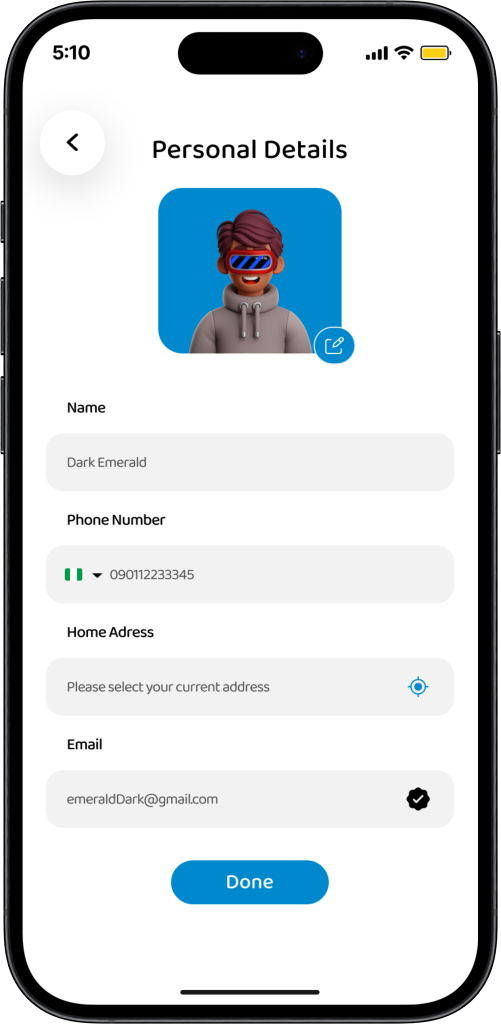 5:10
Personal Details
Name
Dark Emerald
Phone Number
090112233345
Home Adress
Please select your current address
Email
emeraldDark@gmail.com
Done